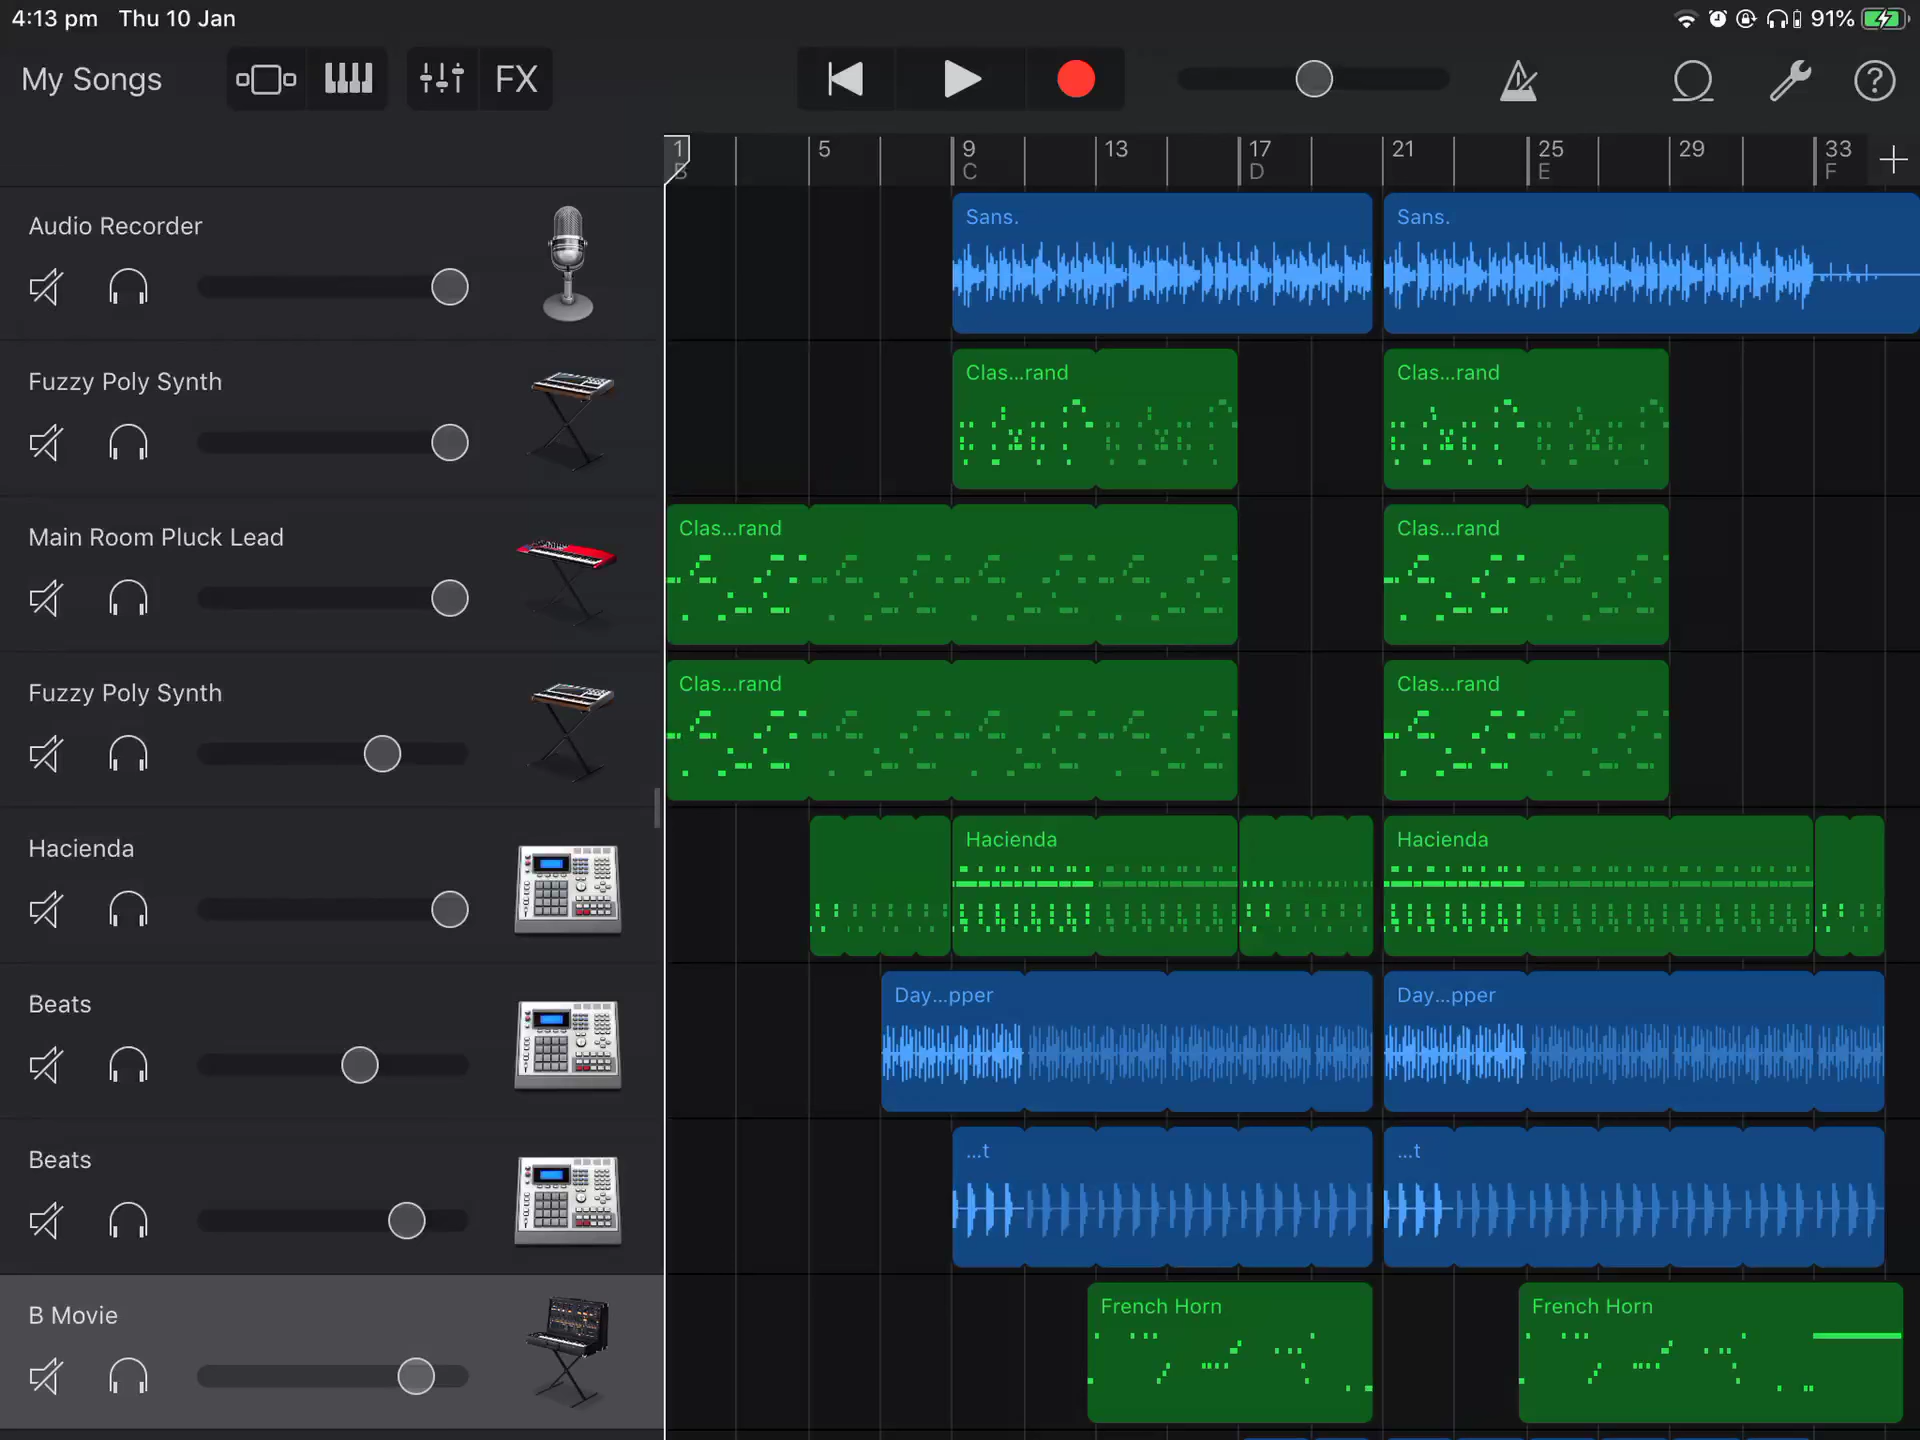 4:13 pm Thu 10 Jan 91%
My Songs FX
1 5 9 13 17 21 25 29 33
B C D E F
Audio Recorder
Sans. Sans.
Fuzzy Poly Synth
Clas...rand Clas...rand
Main Room Pluck Lead
Clas...rand Clas...rand
Fuzzy Poly Synth
Clas...rand Clas...rand
Hacienda
Hacienda Hacienda
Beats
Day...pper Day...pper
Beats
...t ...t
B Movie
French Horn French Horn